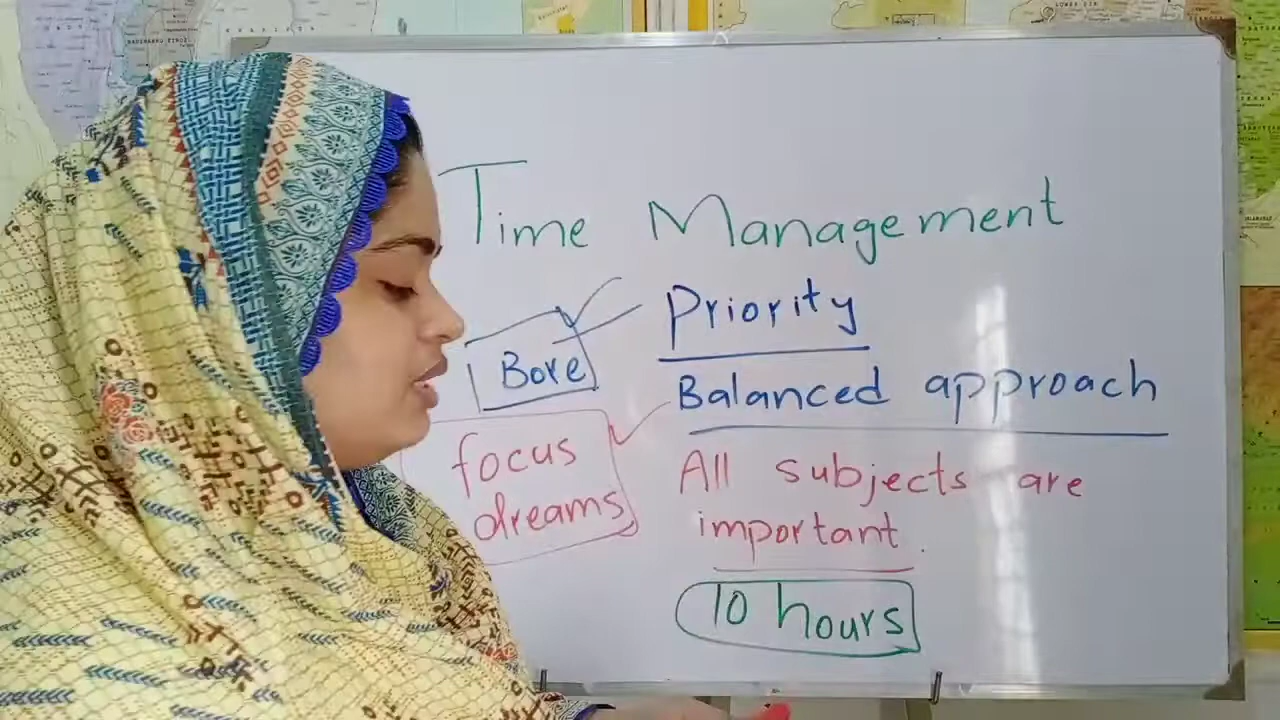 Time Management
Priority
Bore
Balanced approach
focus
dreams
All subjects are
important.
10 hours